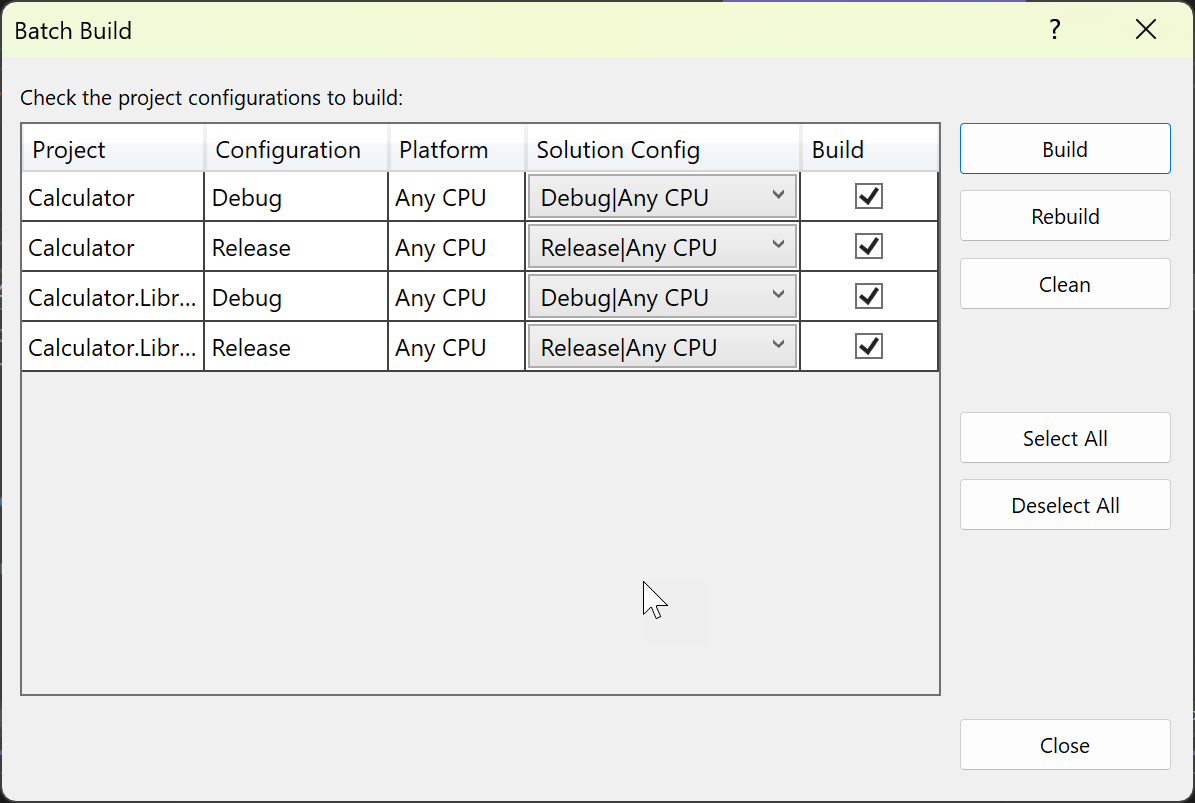 Batch Build
?
Check the project configurations to build:
Project Configuration Platform Solution Config Build
Calculator Debug Any CPU Debug|Any CPU
Calculator Release Any CPU Release|Any CPU
Calculator.Libr... Debug Any CPU Debug|Any CPU
Calculator.Libr... Release Any CPU Release|Any CPU
Build
Rebuild
Clean
Select All
Deselect All
Close